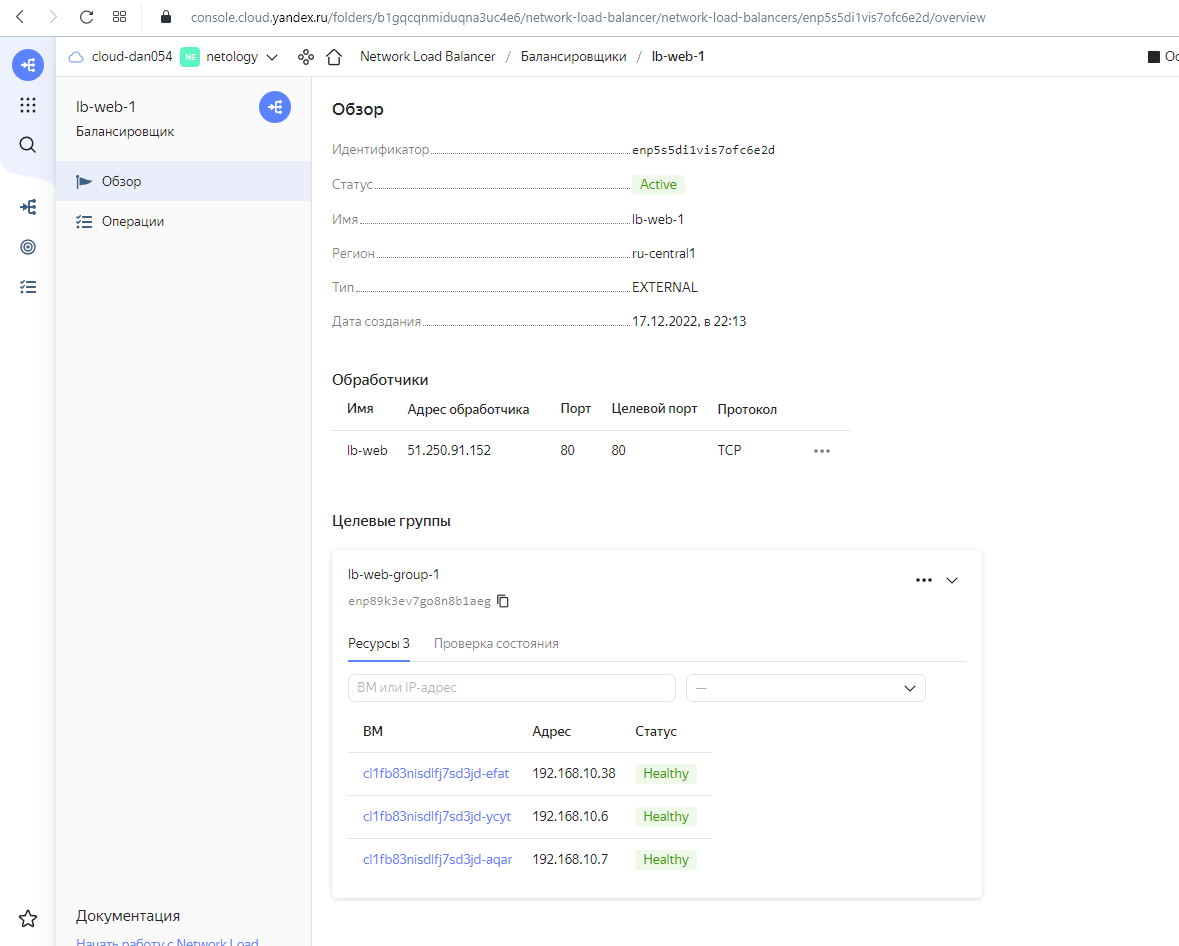 console.cloud.yandex.ru/folders/b1gqcqnmiduqna3uc4e6/network-load-balancer/network-load-balancers/enp5s5di1vis7ofc6e2d/overview
cloud-dan054 NE netology Network Load Balancer / Балансировщики / lb-web-1
lb-web-1
Балансировщик
Обзор
Операции
Документация
Начать работу с Network Load
Обзор
Идентификатор enp5s5di1vis7ofc6e2d
Статус Active
Имя lb-web-1
Регион ru-central1
Тип EXTERNAL
Дата создания 17.12.2022, в 22:13
Обработчики
Имя Адрес обработчика Порт Целевой порт Протокол
lb-web 51.250.91.152 80 80 TCP
Целевые группы
lb-web-group-1
enp89k3ev7go8n8b1aeg
Ресурсы 3 Проверка состояния
ВМ или IP-адрес —
ВМ Адрес Статус
cl1fb83nisdlfj7sd3jd-efat 192.168.10.38 Healthy
cl1fb83nisdlfj7sd3jd-ycyt 192.168.10.6 Healthy
cl1fb83nisdlfj7sd3jd-aqar 192.168.10.7 Healthy